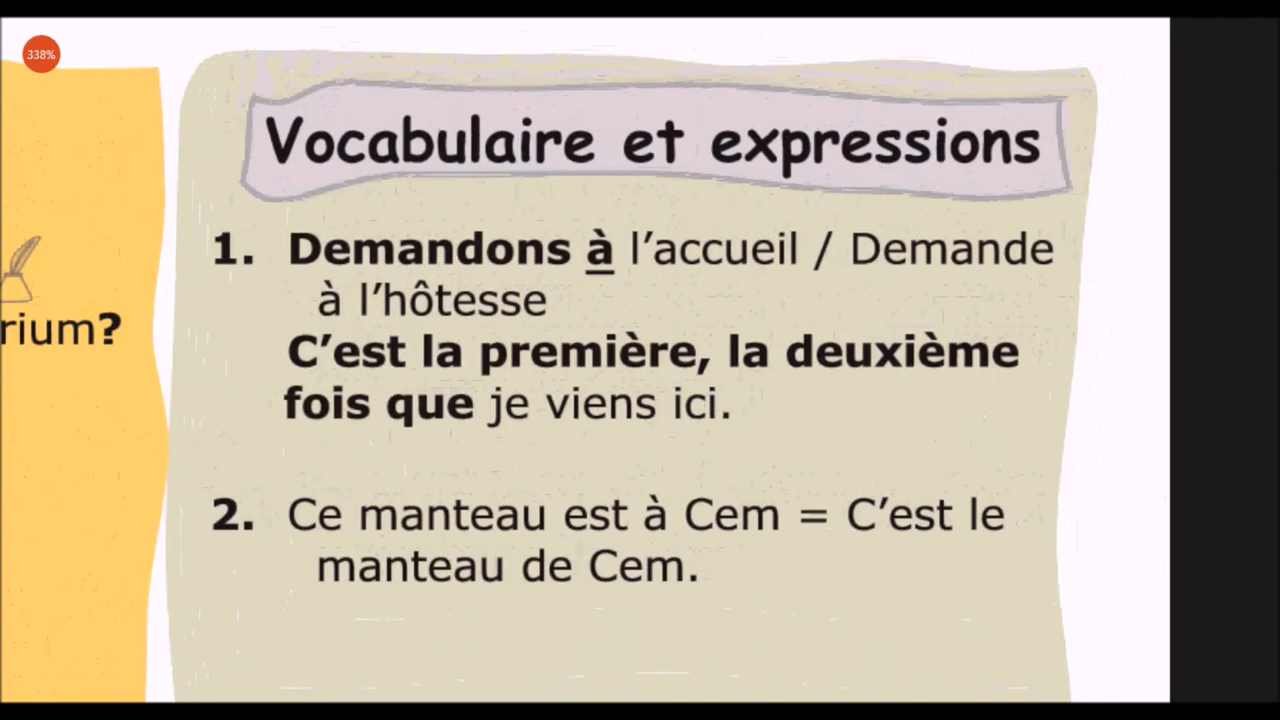 338%
Vocabulaire et expressions
1. Demandons à l’accueil / Demande
à l’hôtesse
C’est la première, la deuxième
fois que je viens ici.
2. Ce manteau est à Cem = C’est le
manteau de Cem.
rium?